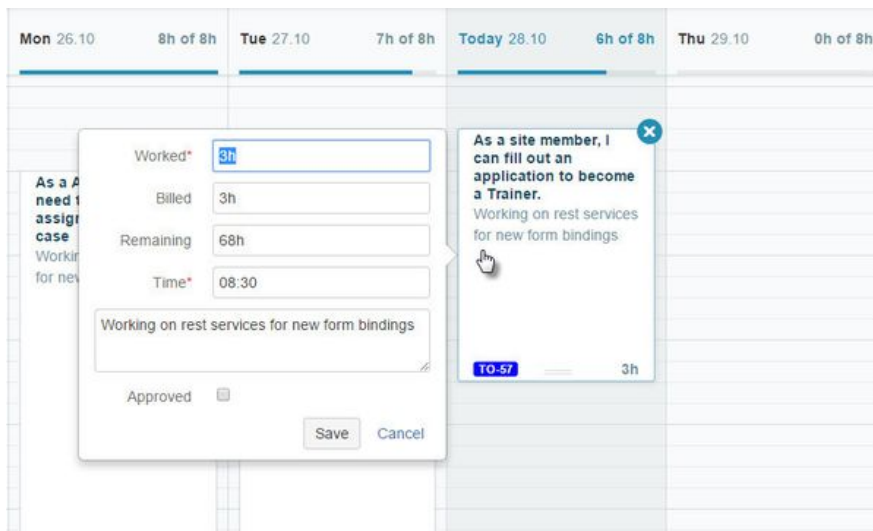 Mon 26.10 8h of 8h Tue 27.10 7h of 8h Today 28.10 6h of 8h Thu 29.10 0h of 8h
As a
need
assign
case
for
Worked* 3h
Billed 3h
Remaining 68h
Time* 08:30
Working on rest services for new form bindings
Approved
Save Cancel
As a site member, I
can fill out an
application to become
a Trainer.
Working on rest services
for new form bindings
TO-57 3h